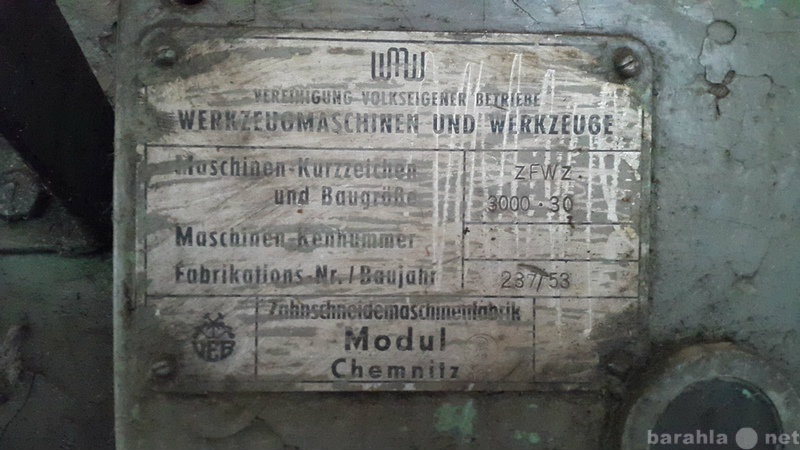 WMW
VEREINIGUNG VOLKSEIGENER BETRIEBE
WERKZEUGMASCHINEN UND WERKZEUGE
Maschinen-Kurzzeichen ZFWZ
und Baugröße 3000·30
Maschinen-Kennummer
Fabrikations-Nr./Baujahr 237/53
VEB
Zahnschneidemaschinenfabrik
Modul
Chemnitz
barahla net